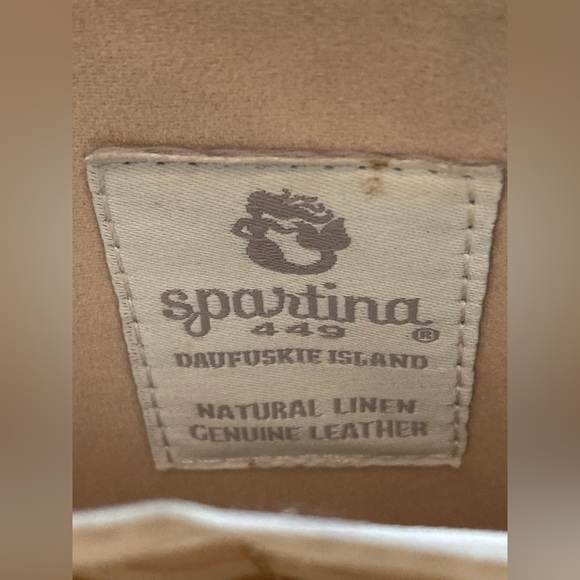 spartina
449®
DAUFUSKIE ISLAND
NATURAL LINEN
GENUINE LEATHER